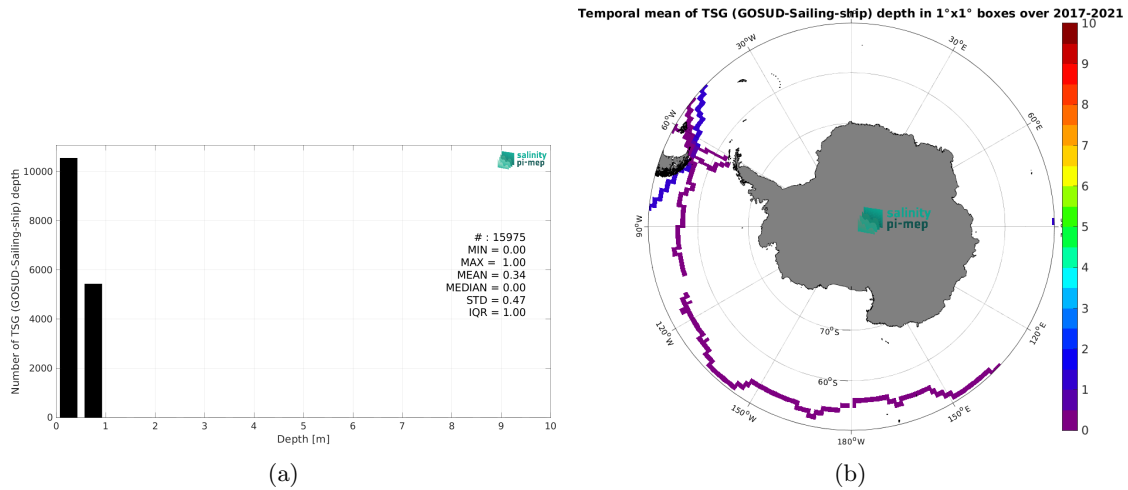 Temporal mean of TSG (GOSUD-Sailing-ship) depth in 1°x1° boxes over 2017-2021
Number of TSG (GOSUD-Sailing-ship) depth
10000
8000
6000
4000
2000
0
salinity
pi-mep
# : 15975
MIN = 0.00
MAX = 1.00
MEAN = 0.34
MEDIAN = 0.00
STD = 0.47
IQR = 1.00
0 1 2 3 4 5 6 7 8 9 10
Depth [m]
(a)
30°W
30°E
60°W
60°E
90°W
salinity
pi-mep
120°W
120°E
70°S
60°S
150°W
150°E
180°W
10
9
8
7
6
5
4
3
2
1
0
(b)